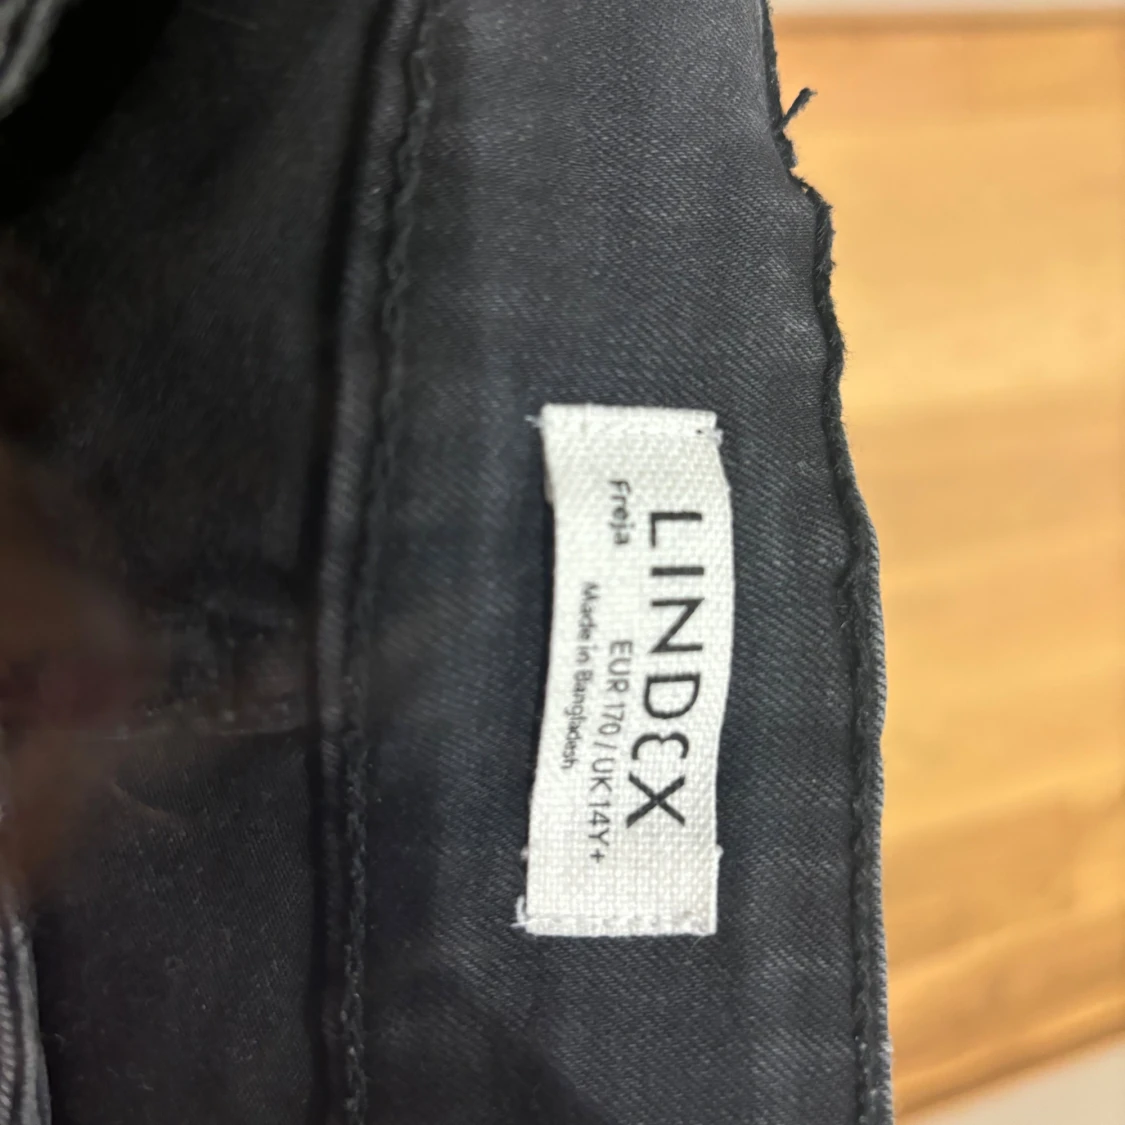 LINDEX
Freja
EUR 170 / UK 14Y+
Made in Bangladesh